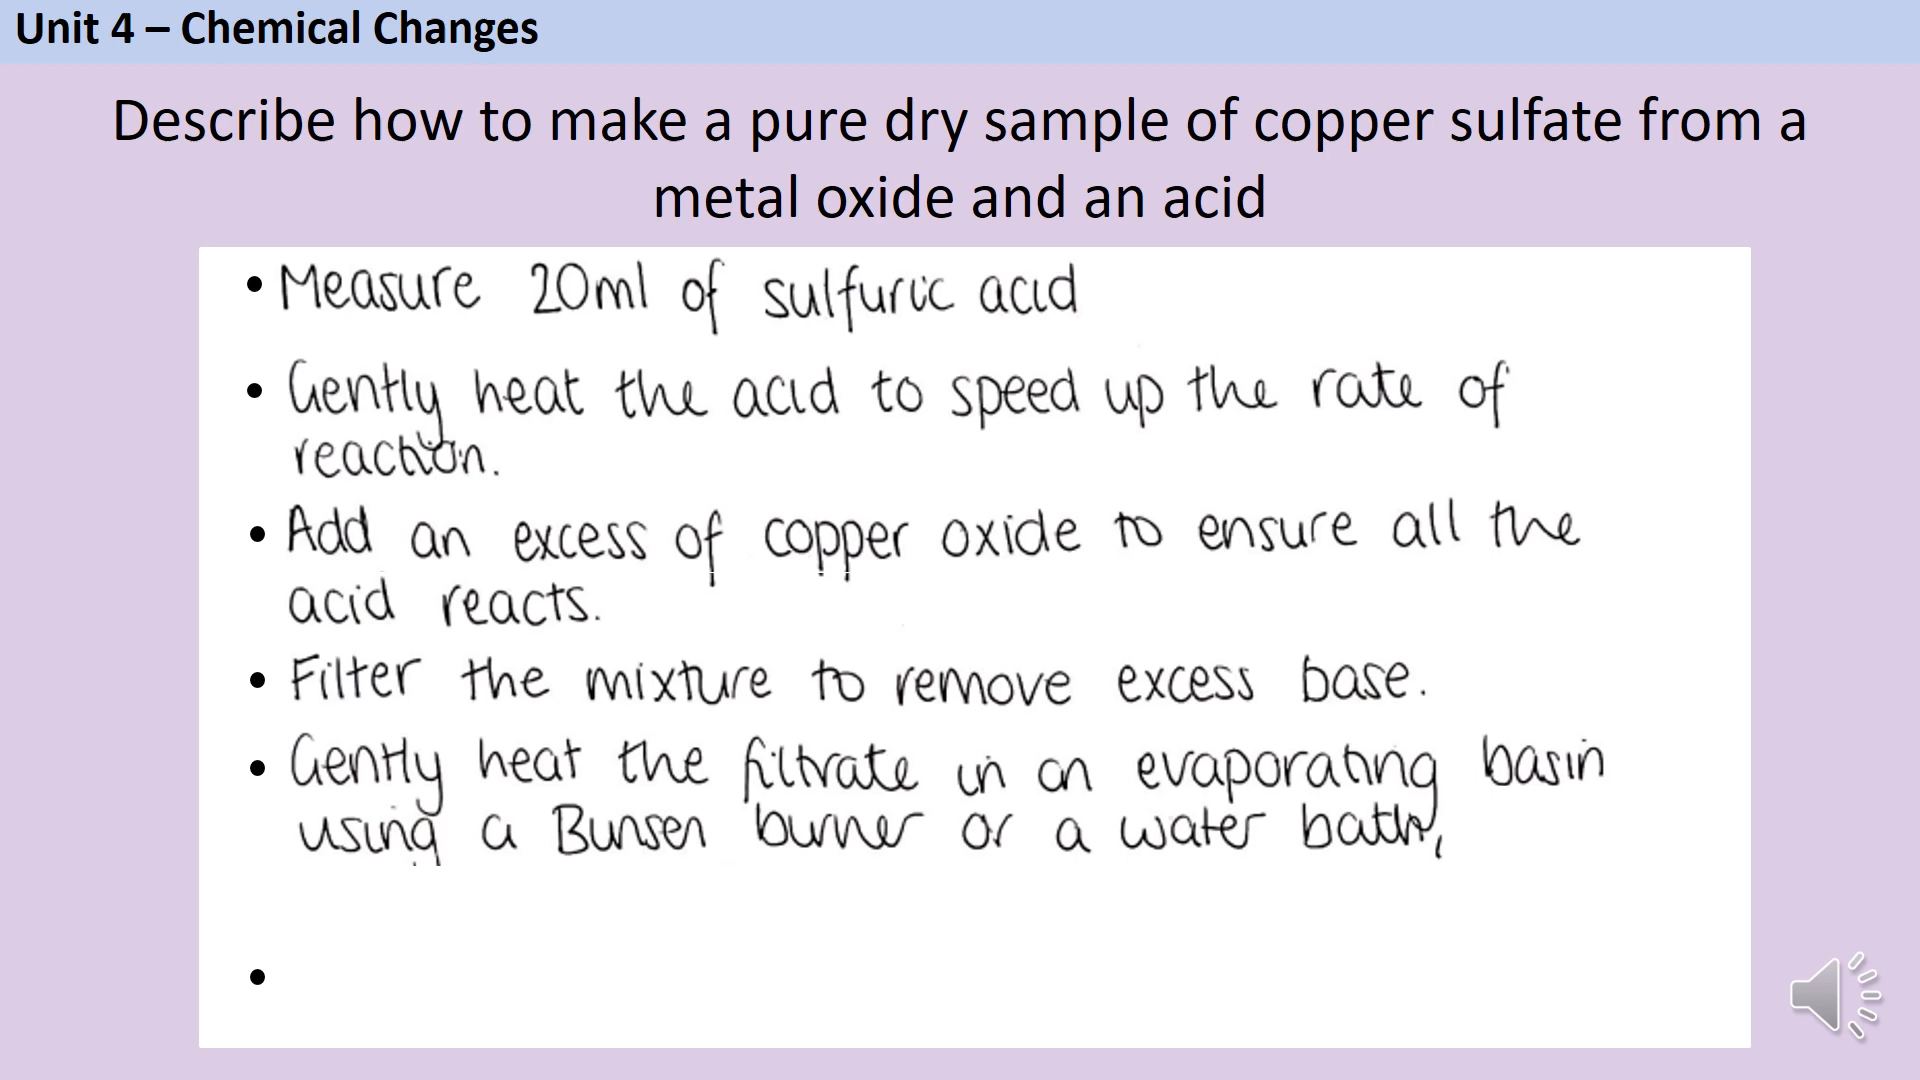 Unit 4 – Chemical Changes
Describe how to make a pure dry sample of copper sulfate from a
metal oxide and an acid
• Measure 20ml of sulfuric acid
• Gently heat the acid to speed up the rate of
reaction.
• Add an excess of copper oxide to ensure all the
acid reacts.
• Filter the mixture to remove excess base.
• Gently heat the filtrate in an evaporating basin
using a Bunsen burner or a water bath,
•